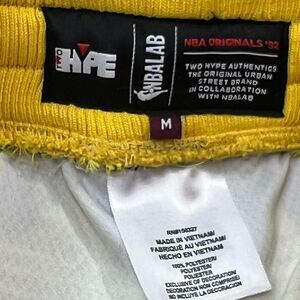 TWO HYPE
NBALAB
NBA ORIGINALS '92
TWO HYPE AUTHENTICS
THE ORIGINAL URBAN
STREET BRAND
IN COLLABORATION
WITH NBALAB
M
MADE IN VIETNAM/
FABRIQUÉ AU VIETNAM/
HECHO EN VIETNAM
100% POLYESTER/
POLYESTER/
POLIÉSTER
EXCLUSIVE OF DECORATION/
DECORATION NON COMPRISE/
NO INCLUYE LA DECORACIÓN